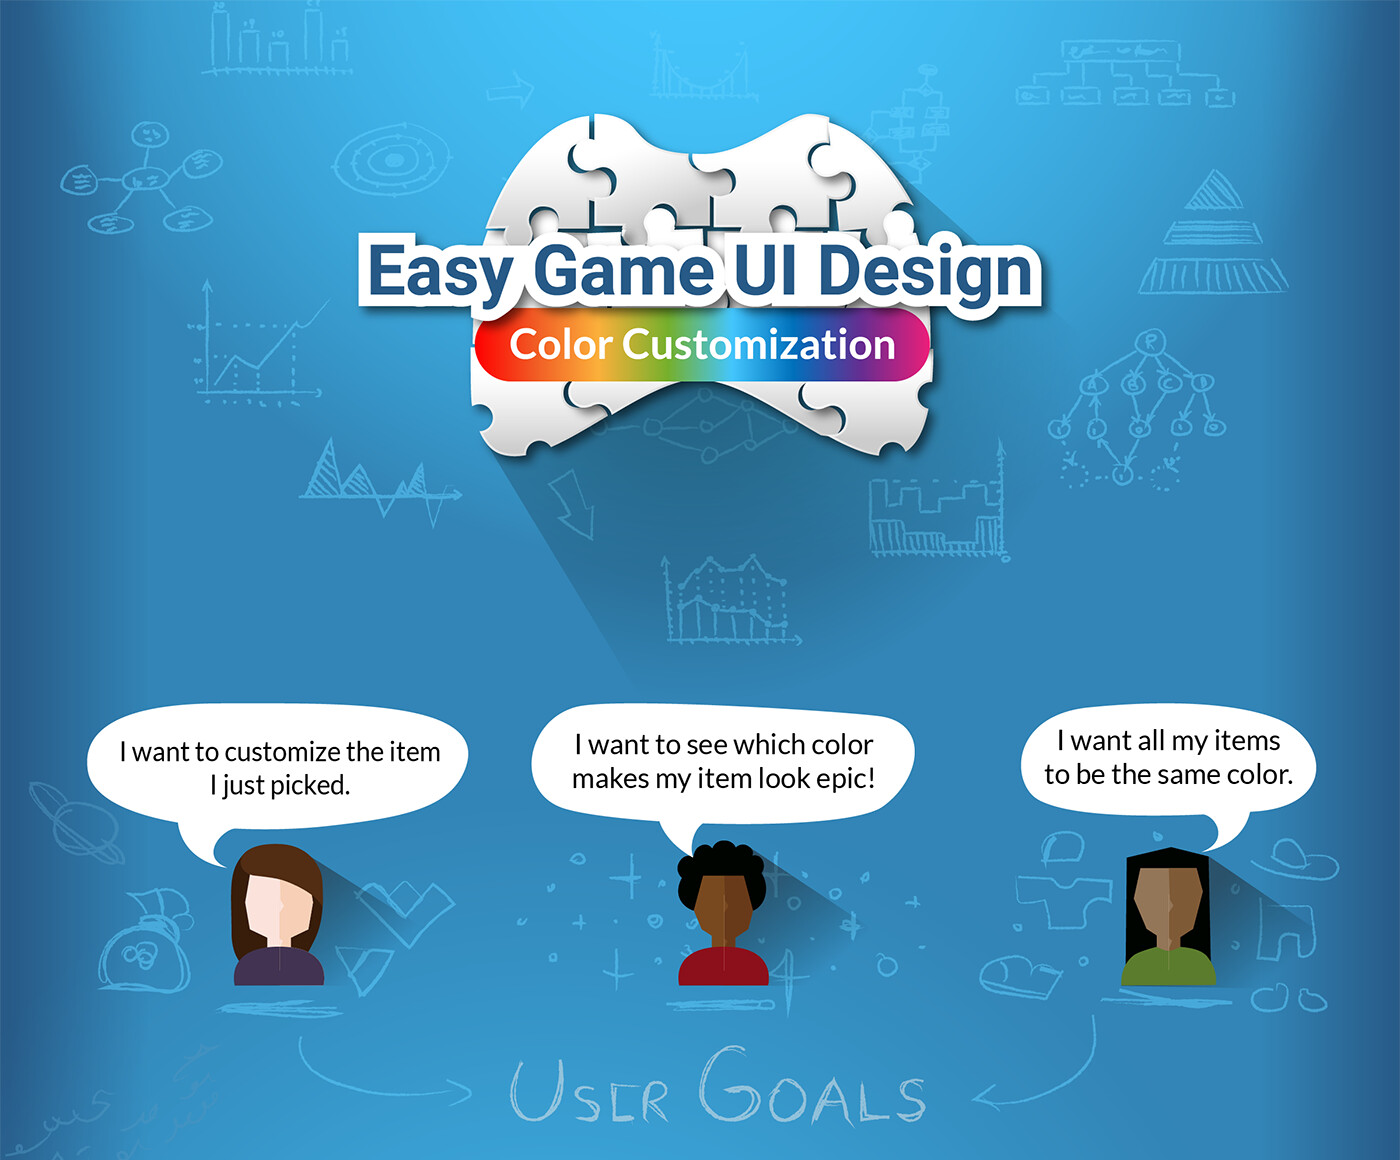 Easy Game UI Design
Color Customization
I want to customize the item
I just picked.
I want to see which color
makes my item look epic!
I want all my items
to be the same color.
USER GOALS